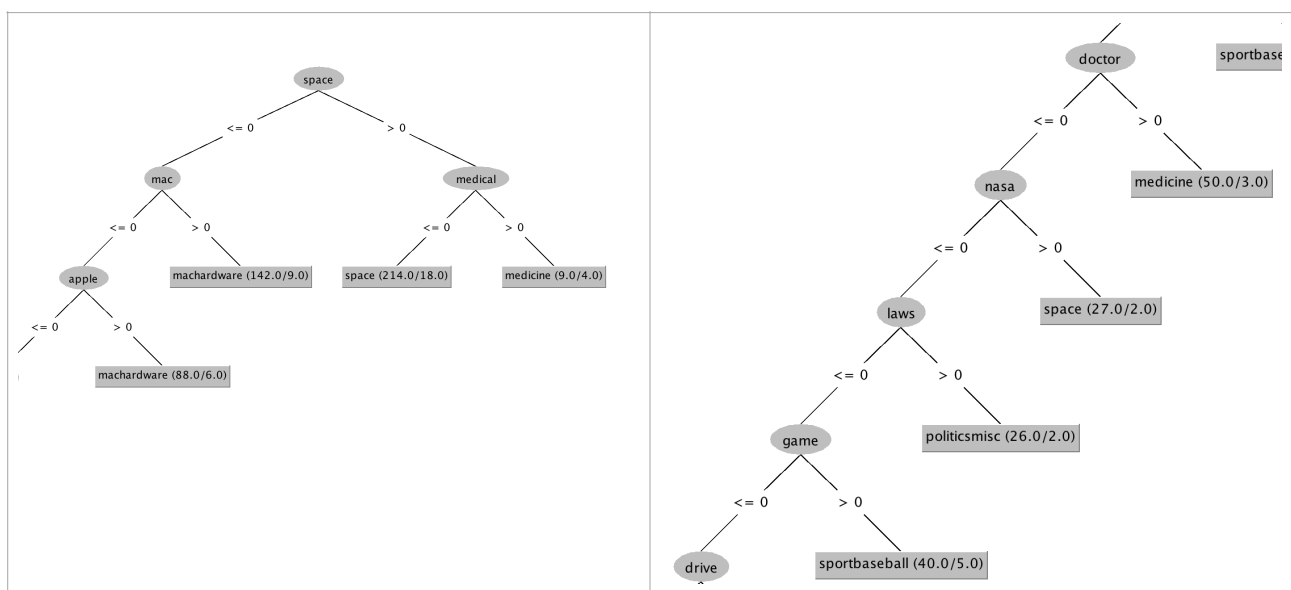 space
<= 0
> 0
mac
medical
<= 0
> 0
<= 0
> 0
apple
machardware (142.0/9.0)
space (214.0/18.0)
medicine (9.0/4.0)
<= 0
> 0
machardware (88.0/6.0)
doctor
sportbase
<= 0
> 0
nasa
medicine (50.0/3.0)
<= 0
> 0
laws
space (27.0/2.0)
<= 0
> 0
game
politicsmisc (26.0/2.0)
<= 0
> 0
drive
sportbaseball (40.0/5.0)